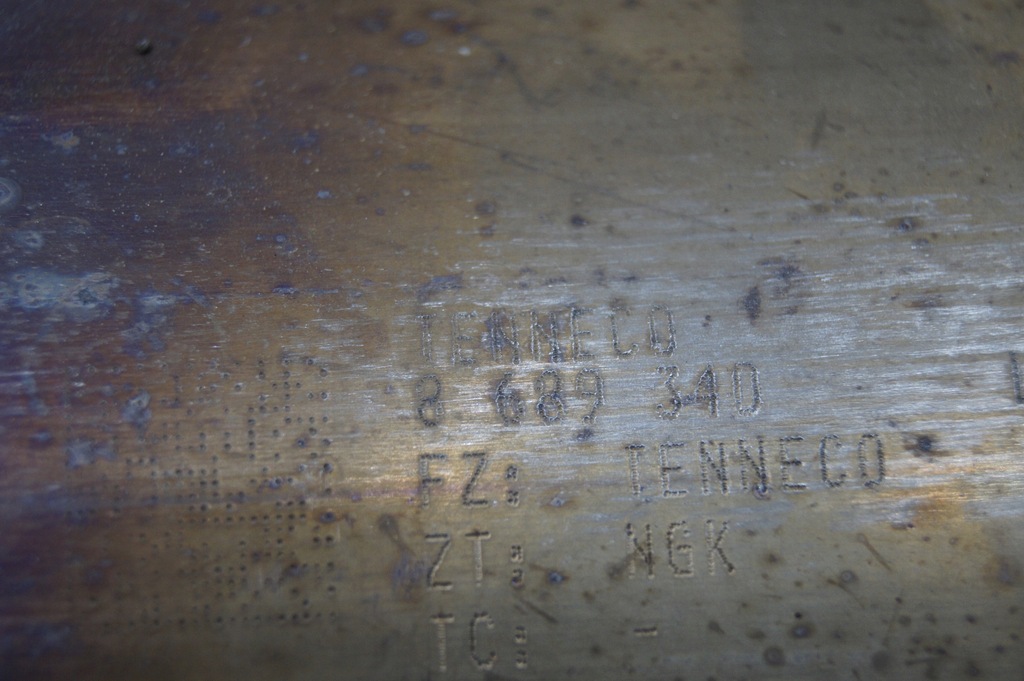 TENNECO
8 689 340
FZ: TENNECO
ZT: NGK
TC: -